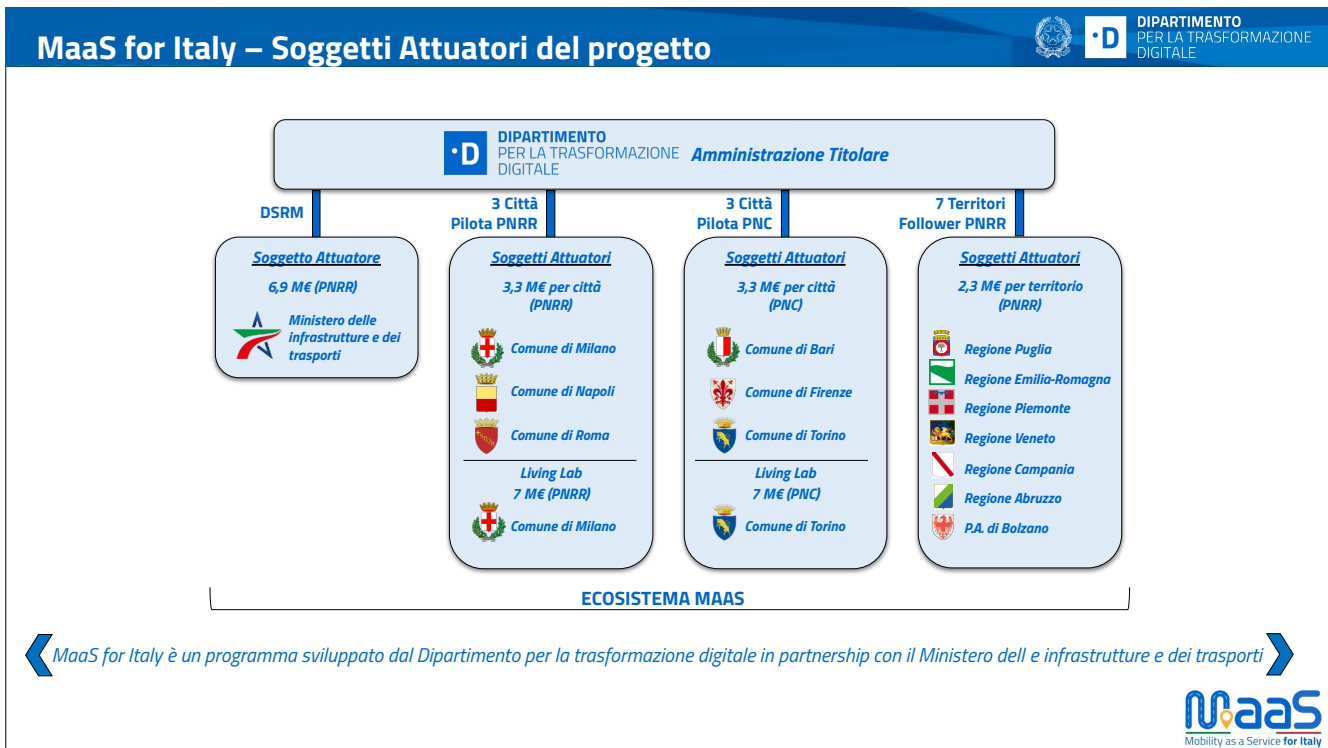 MaaS for Italy – Soggetti Attuatori del progetto
DIPARTIMENTO
PER LA TRASFORMAZIONE
DIGITALE
DIPARTIMENTO
PER LA TRASFORMAZIONE
DIGITALE
Amministrazione Titolare
DSRM
3 Città
Pilota PNRR
3 Città
Pilota PNC
7 Territori
Follower PNRR
Soggetto Attuatore
6,9 M€ (PNRR)
Ministero delle
infrastrutture e dei
trasporti
Soggetti Attuatori
3,3 M€ per città
(PNRR)
Comune di Milano
Comune di Napoli
Comune di Roma
Living Lab
7 M€ (PNRR)
Comune di Milano
Soggetti Attuatori
3,3 M€ per città
(PNC)
Comune di Bari
Comune di Firenze
Comune di Torino
Living Lab
7 M€ (PNC)
Comune di Torino
Soggetti Attuatori
2,3 M€ per territorio
(PNRR)
Regione Puglia
Regione Emilia-Romagna
Regione Piemonte
Regione Veneto
Regione Campania
Regione Abruzzo
P.A. di Bolzano
ECOSISTEMA MAAS
MaaS for Italy è un programma sviluppato dal Dipartimento per la trasformazione digitale in partnership con il Ministero dell e infrastrutture e dei trasporti
MaaS
Mobility as a Service for Italy